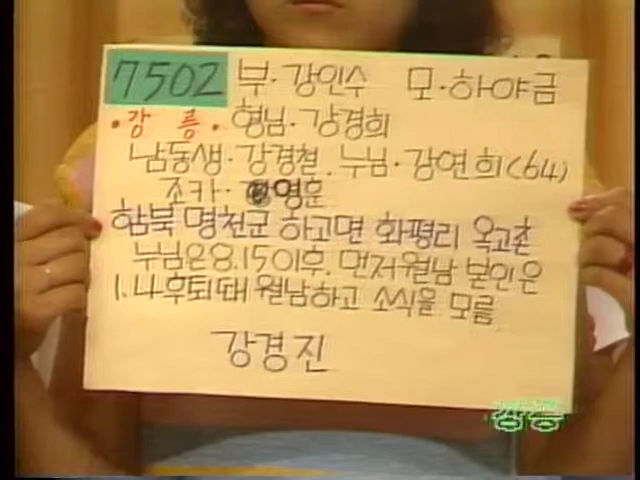 7502 부·강인수 모·하야금
·강릉· 형님·강경희
남동생·강경철. 누님·강연희(64)
조카· 영훈
함북 명천군 하고면 화평리 옥고촌
누님은 8.15이후. 먼저월남 본인은
1.4후퇴때 월남하고 소식을 모름
강경진
강릉